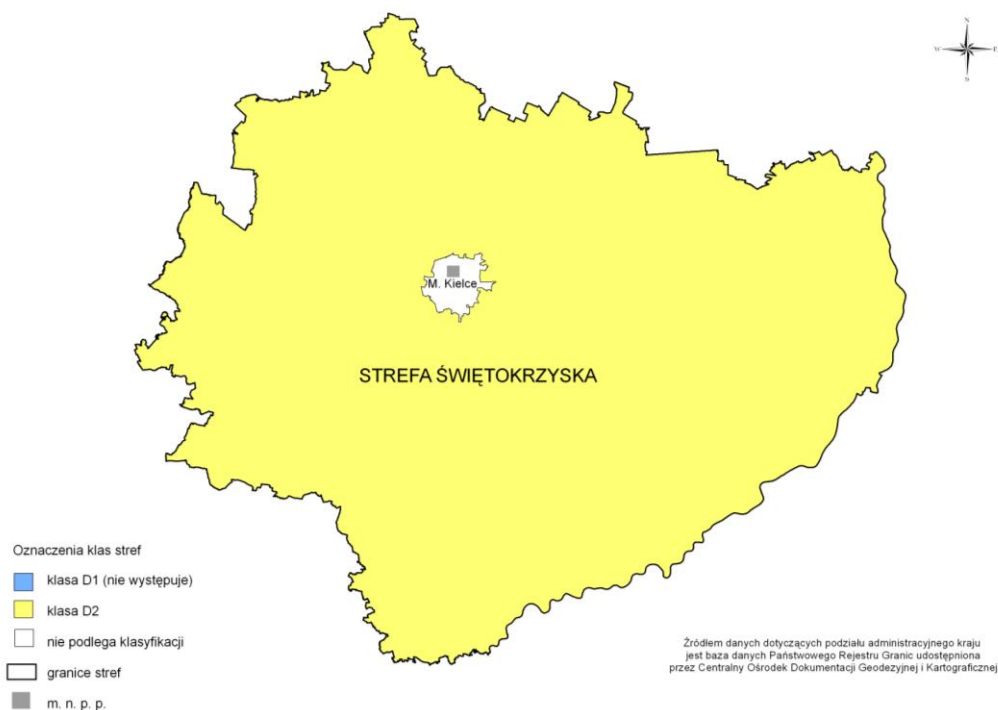 N
W E
S
M. Kielce
STREFA ŚWIĘTOKRZYSKA
Oznaczenia klas stref
klasa D1 (nie występuje)
klasa D2
nie podlega klasyfikacji
granice stref
m. n. p. p.
Źródłem danych dotyczących podziału administracyjnego kraju
jest baza danych Państwowego Rejestru Granic udostępniona
przez Centralny Ośrodek Dokumentacji Geodezyjnej i Kartograficznej